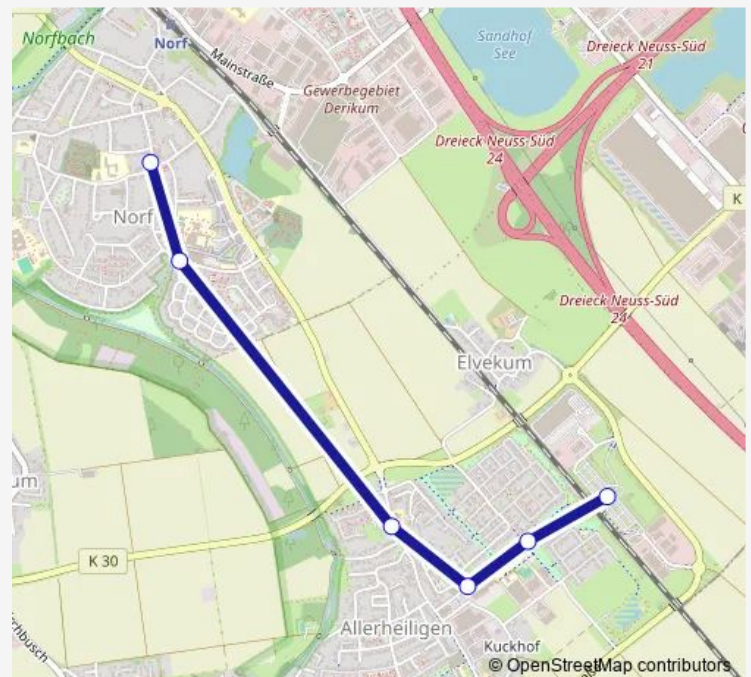 Norfbach
Norf
Mainstraße
Gewerbegebiet
Derikum
Sandhof
See
Dreieck Neuss-Süd
21
Dreieck Neuss-Süd
24
K
Norf
Dreieck Neuss-Süd
24
Elvekum
um
K 30
Allerheiligen
Kuckhof
© OpenStreetMap contributors